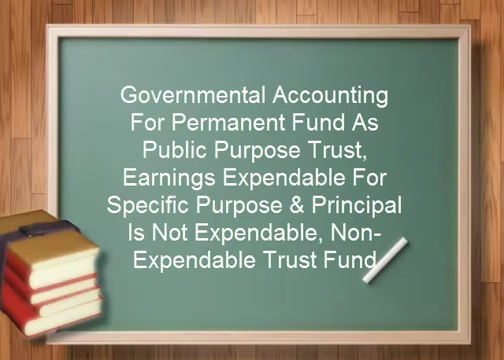 Governmental Accounting
For Permanent Fund As
Public Purpose Trust,
Earnings Expendable For
Specific Purpose & Principal
Is Not Expendable, Non-
Expendable Trust Fund